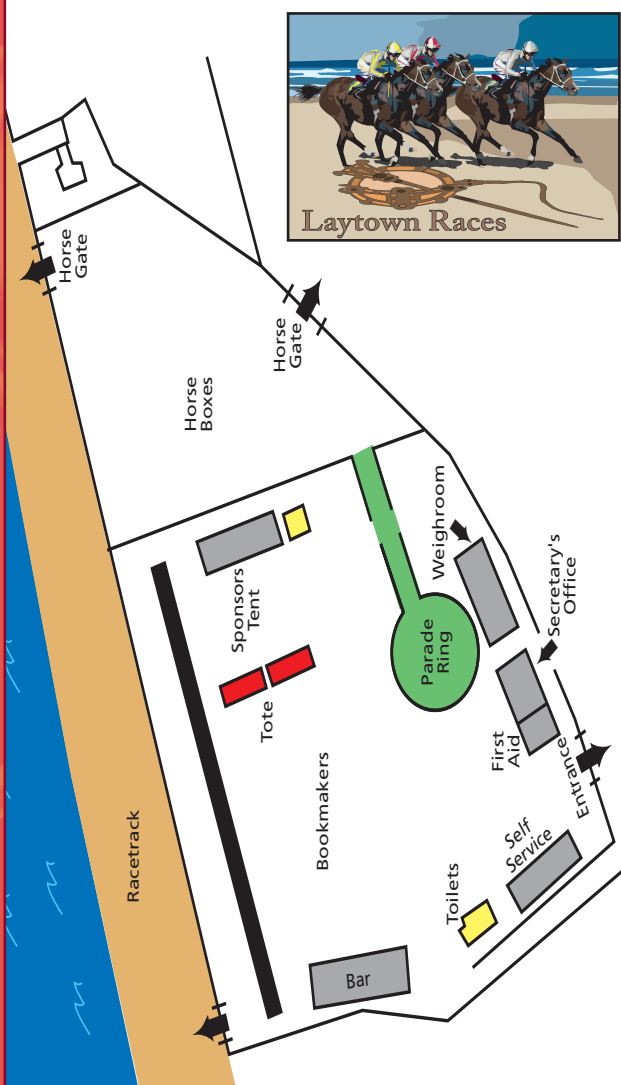 Laytown Races
Horse
Gate
Horse
Gate
Horse
Boxes
Sponsors
Tent
Weighroom
Secretary's
Office
Parade
Ring
Tote
First
Aid
Entrance
Bookmakers
Racetrack
Self
Service
Toilets
Bar